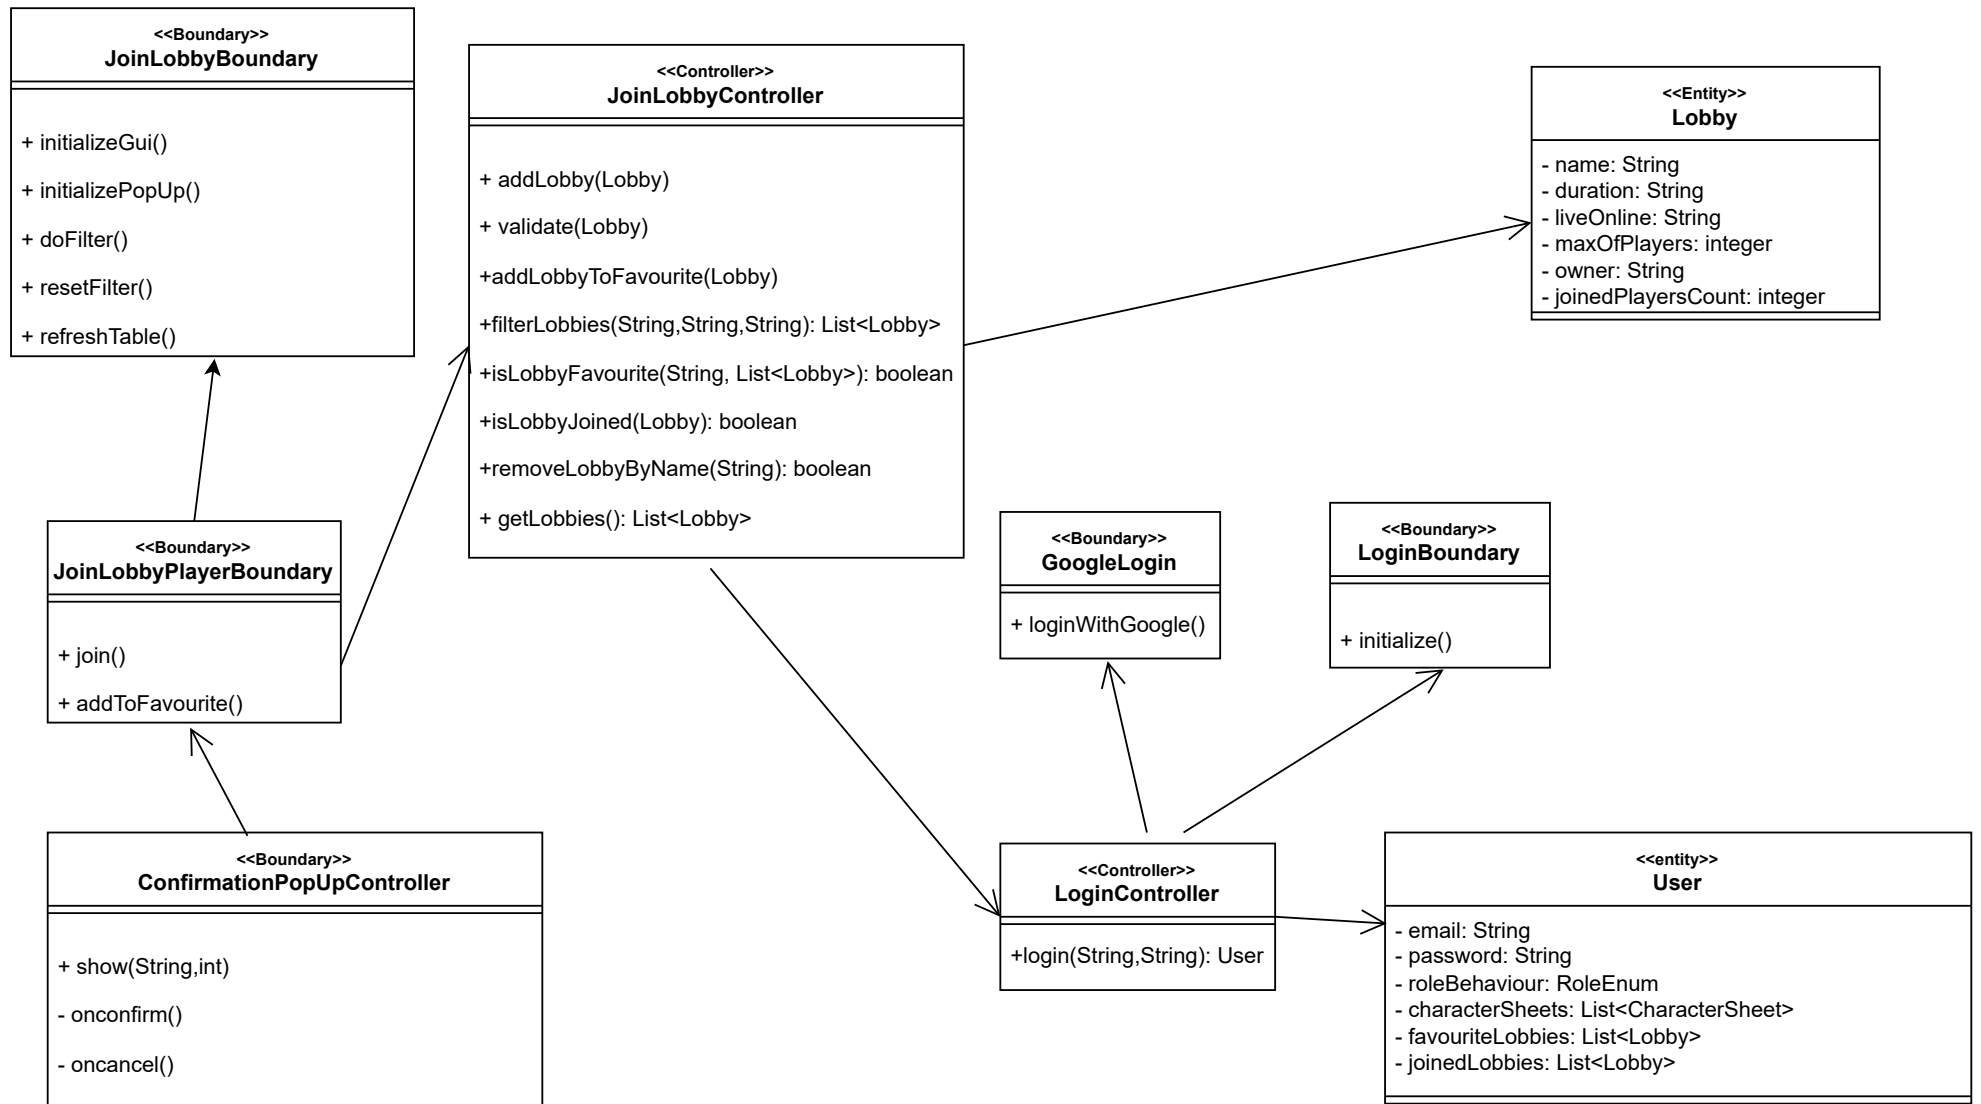 <<Boundary>>
JoinLobbyBoundary
+ initializeGui()
+ initializePopUp()
+ doFilter()
+ resetFilter()
+ refreshTable()
<<Controller>>
JoinLobbyController
+ addLobby(Lobby)
+ validate(Lobby)
+addLobbyToFavourite(Lobby)
+filterLobbies(String,String,String): List<Lobby>
+isLobbyFavourite(String, List<Lobby>): boolean
+isLobbyJoined(Lobby): boolean
+removeLobbyByName(String): boolean
+ getLobbies(): List<Lobby>
<<Entity>>
Lobby
- name: String
- duration: String
- liveOnline: String
- maxOfPlayers: integer
- owner: String
- joinedPlayersCount: integer
<<Boundary>>
JoinLobbyPlayerBoundary
+ join()
+ addToFavourite()
<<Boundary>>
GoogleLogin
+ loginWithGoogle()
<<Boundary>>
LoginBoundary
+ initialize()
<<Boundary>>
ConfirmationPopUpController
+ show(String,int)
- onconfirm()
- oncancel()
<<Controller>>
LoginController
+login(String,String): User
<<entity>>
User
- email: String
- password: String
- roleBehaviour: RoleEnum
- characterSheets: List<CharacterSheet>
- favouriteLobbies: List<Lobby>
- joinedLobbies: List<Lobby>